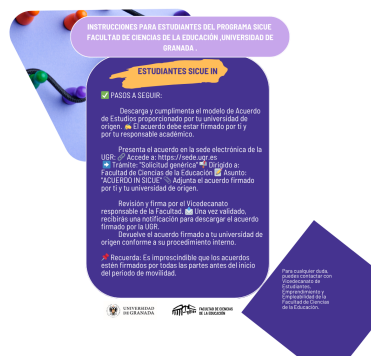 INSTRUCCIONES PARA ESTUDIANTES DEL PROGRAMA SICUE
FACULTAD DE CIENCIAS DE LA EDUCACIÓN ,UNIVERSIDAD DE
GRANADA .
ESTUDIANTES SICUE IN
✅ PASOS A SEGUIR:
Descarga y cumplimenta el modelo de Acuerdo
de Estudios proporcionado por tu universidad de
origen. ✍️ El acuerdo debe estar firmado por ti y
por tu responsable académico.
Presenta el acuerdo en la sede electrónica de la
UGR: 🔗 Accede a: https://sede.ugr.es
➡️ Trámite: "Solicitud genérica" 📬 Dirigido a:
Facultad de Ciencias de la Educación 📝 Asunto:
"ACUERDO IN SICUE" 📎 Adjunta el acuerdo firmado
por ti y tu universidad de origen.
Revisión y firma por el Vicedecanato
responsable de la Facultad. 📨 Una vez validado,
recibirás una notificación para descargar el acuerdo
firmado por la UGR.
Devuelve el acuerdo firmado a tu universidad de
origen conforme a su procedimiento interno.
📌 Recuerda: Es imprescindible que los acuerdos
estén firmados por todas las partes antes del inicio
del período de movilidad.
Para cualquier duda,
puedes contactar con
Vicedecanato de
Estudiantes,
Emprendimiento y
Empleabilidad de la
Facultad de Ciencias
de la Educación.
UNIVERSIDAD
DE GRANADA
FACULTAD DE CIENCIAS
DE LA EDUCACIÓN